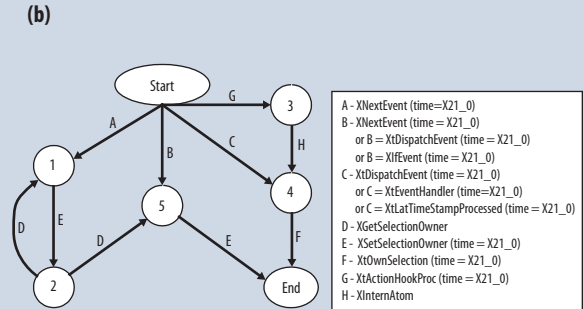 (b)
Start
G
3
A
C
H
B
1
4
5
D
E
D
E
F
2
End
A - XNextEvent (time=X21_0)
B - XNextEvent (time = X21_0)
or B = XtDispatchEvent (time = X21_0)
or B = XIfEvent (time = X21_0)
C - XtDispatchEvent (time = X21_0)
or C = XtEventHandler (time=X21_0)
or C = XtLatTimeStampProcessed (time = X21_0)
D - XGetSelectionOwner
E - XSetSelectionOwner (time = X21_0)
F - XtOwnSelection (time = X21_0)
G - XtActionHookProc (time = X21_0)
H - XInternAtom